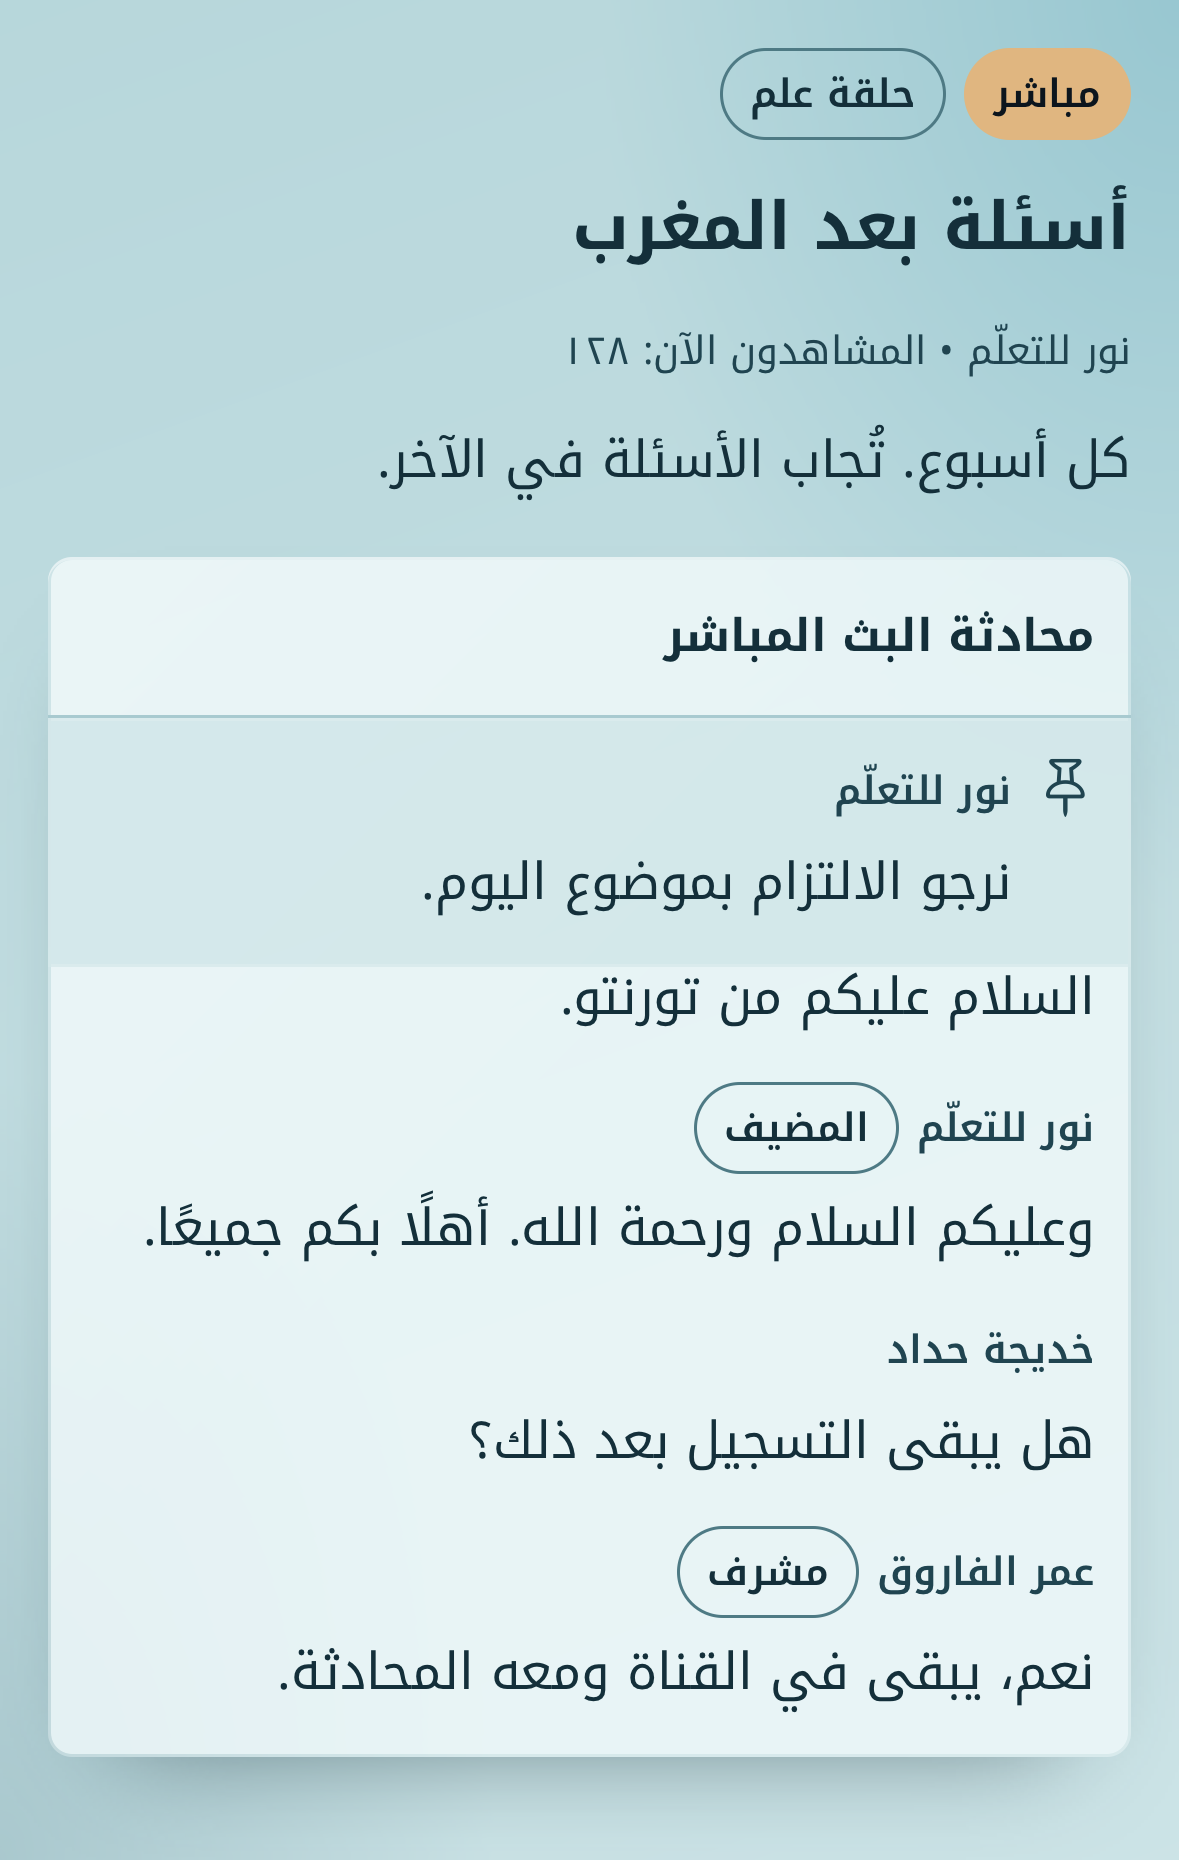 مباشر حلقة علم
أسئلة بعد المغرب
نور للتعلّم • المشاهدون الآن: ١٢٨
كل أسبوع. تُجاب الأسئلة في الآخر.
محادثة البث المباشر
نور للتعلّم
نرجو الالتزام بموضوع اليوم.
السلام عليكم من تورنتو.
نور للتعلّم المضيف
وعليكم السلام ورحمة الله. أهلًا بكم جميعًا.
خديجة حداد
هل يبقى التسجيل بعد ذلك؟
عمر الفاروق مشرف
نعم، يبقى في القناة ومعه المحادثة.